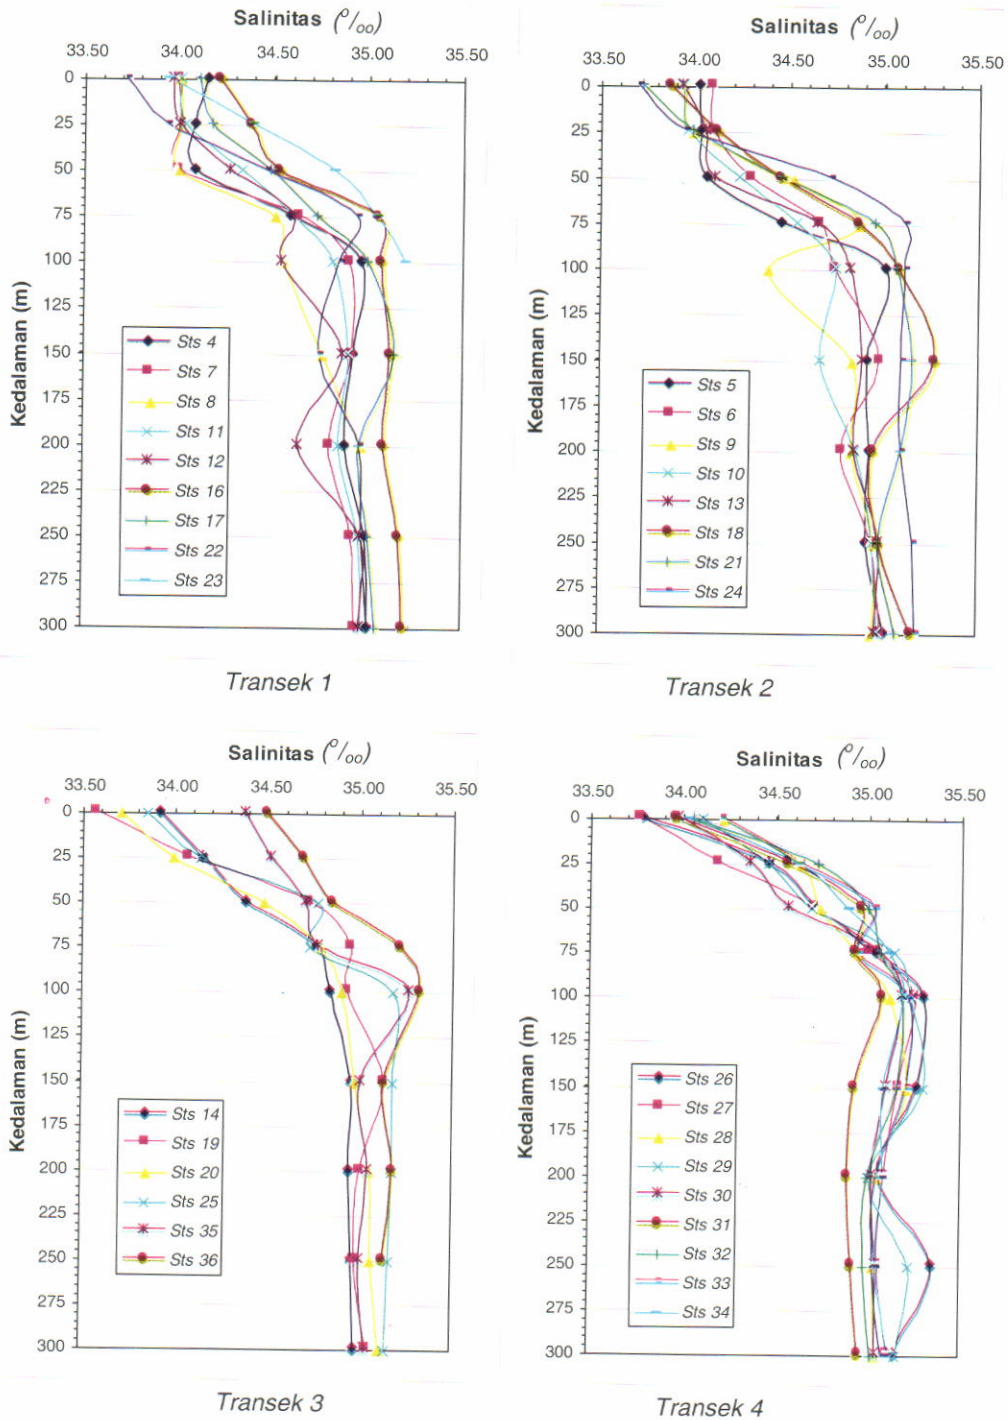 Salinitas (º/oo)
33.50 34.00 34.50 35.00 35.50
0
25
50
75
100
125
150
175
200
225
250
275
300
Kedalaman (m)
Sts 4
Sts 7
Sts 8
Sts 11
Sts 12
Sts 16
Sts 17
Sts 22
Sts 23
Transek 1
Salinitas (º/oo)
33.50 34.00 34.50 35.00 35.50
0
25
50
75
100
125
150
175
200
225
250
275
300
Kedalaman (m)
Sts 5
Sts 6
Sts 9
Sts 10
Sts 13
Sts 18
Sts 21
Sts 24
Transek 2
Salinitas (º/oo)
33.50 34.00 34.50 35.00 35.50
0
25
50
75
100
125
150
175
200
225
250
275
300
Kedalaman (m)
Sts 14
Sts 19
Sts 20
Sts 25
Sts 35
Sts 36
Transek 3
Salinitas (º/oo)
33.50 34.00 34.50 35.00 35.50
0
25
50
75
100
125
150
175
200
225
250
275
300
Kedalaman (m)
Sts 26
Sts 27
Sts 28
Sts 29
Sts 30
Sts 31
Sts 32
Sts 33
Sts 34
Transek 4